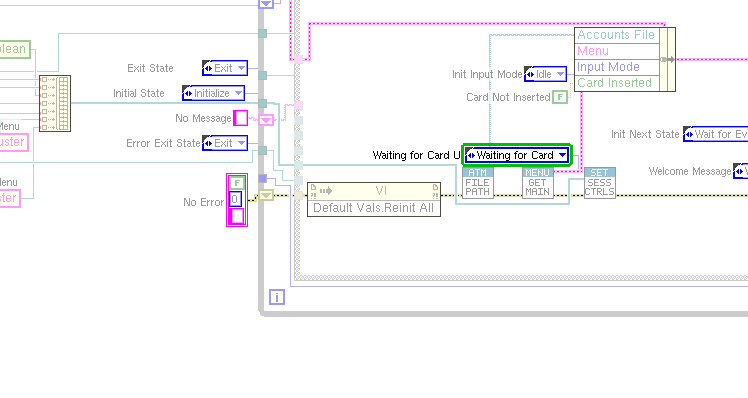 Accounts File
oolean
Menu
Exit State
Exit
Input Mode
Init Input Mode
Idle
Card Inserted
Initial State
Initialize
Card Not Inserted
F
No Message
Menu
uster
Error Exit State
Exit
Init Next State
Wait for Ev
Waiting for Card U
Waiting for Card
Menu
ster
ATM
FILE
PATH
MENU
GET
MAIN
SET
SESS
CTRLS
Welcome Message
F
VI
No Error
0
Default Vals.Reinit All
i